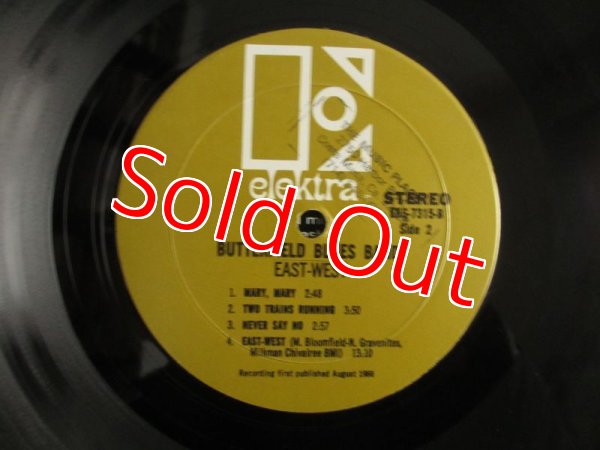 elektra
STEREO
EKS-7315-B
Side 2
Sold Out
BUTTERFIELD BLUES BAND
EAST-WEST
1. MARY, MARY 2:48
2. TWO TRAINS RUNNING 3:50
3. NEVER SAY NO 2:57
4. EAST-WEST (M. Bloomfield-N. Gravenites,
Milkman Chivalree BMI) 13:10
Recording first published August 1966